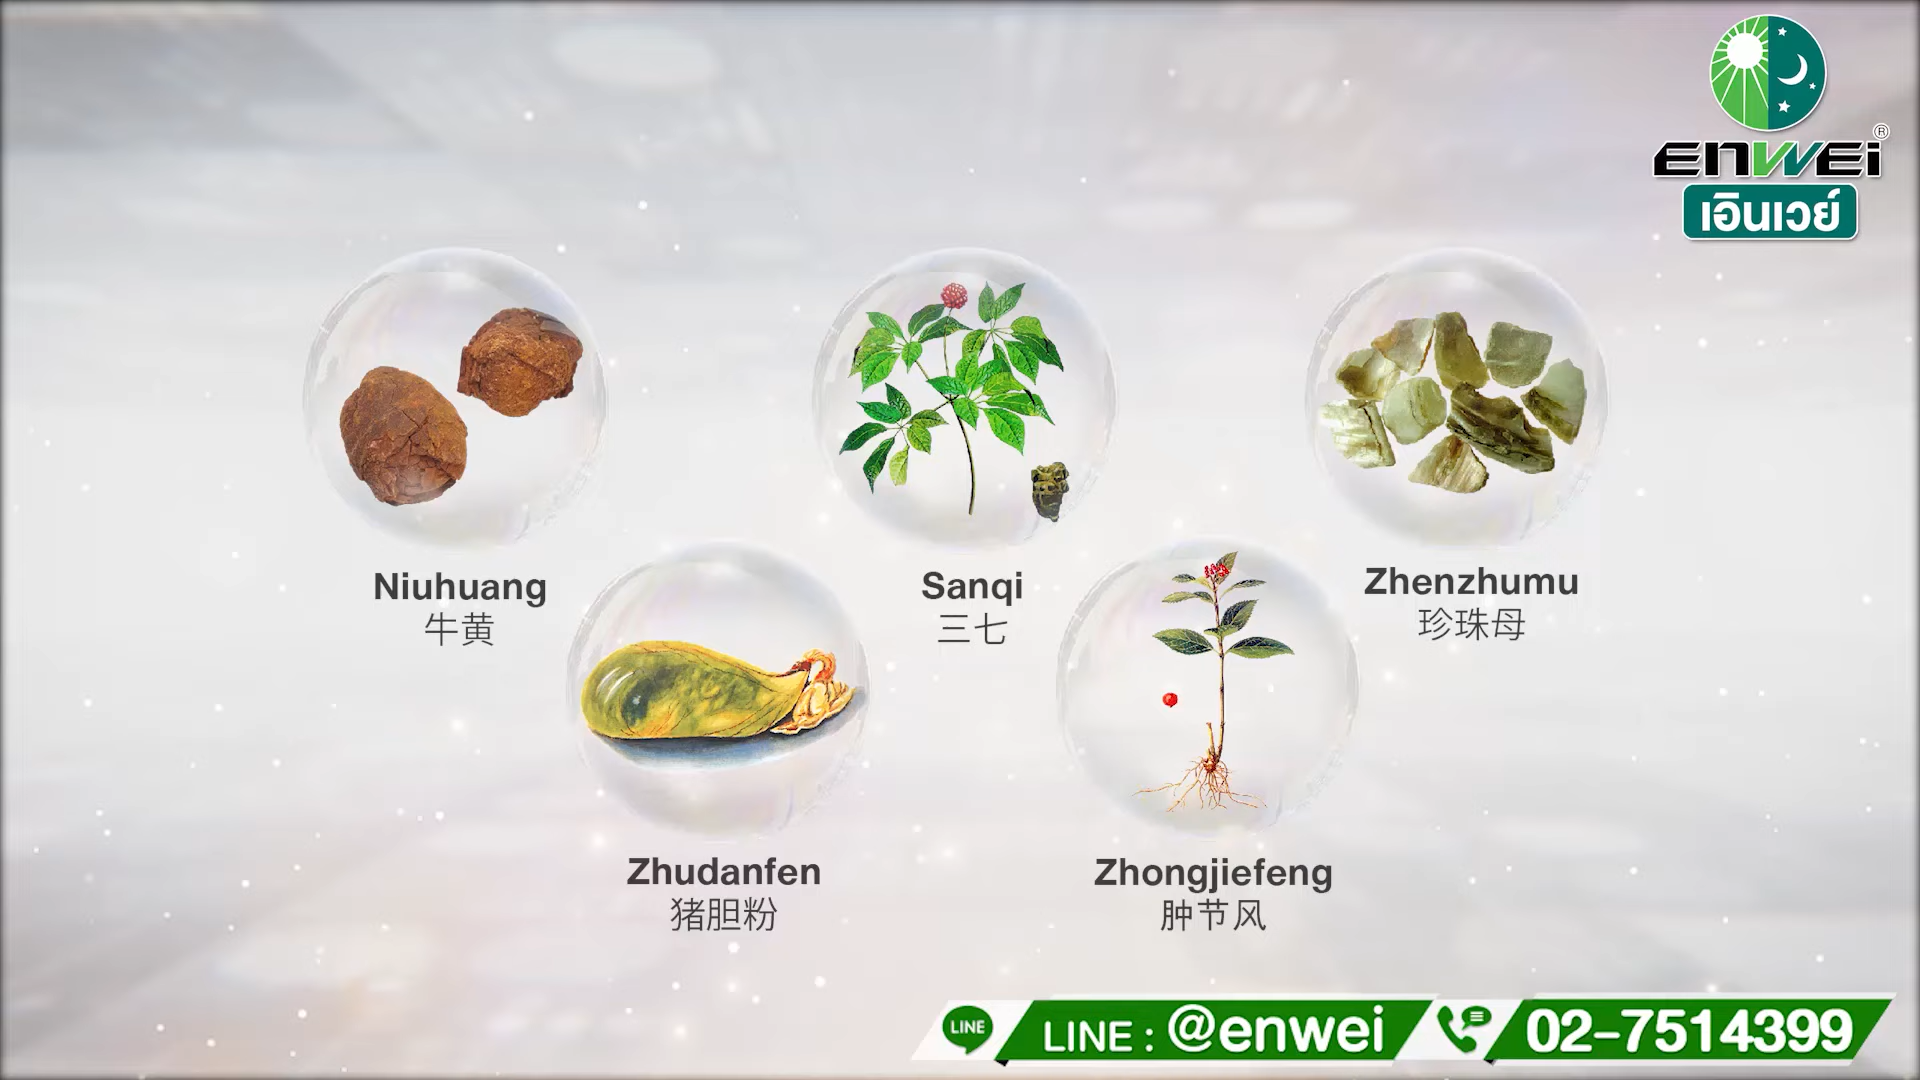 ENWEI®
เอินเวย์
Niuhuang
牛黄
Sanqi
三七
Zhenzhumu
珍珠母
Zhudanfen
猪胆粉
Zhongjiefeng
肿节风
LINE
LINE : @enwei
02-7514399